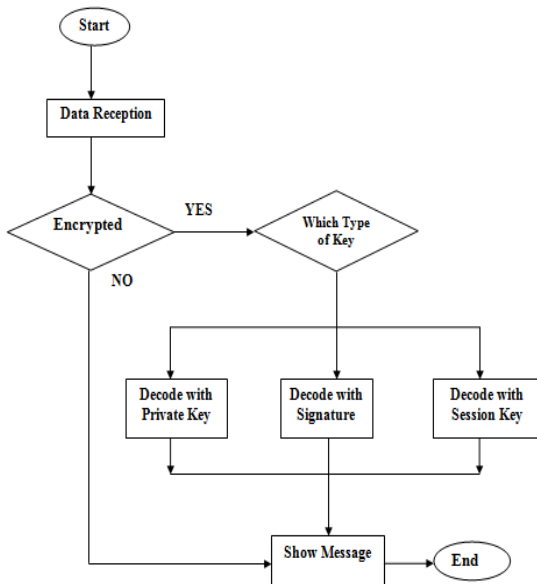 Start
Data Reception
Encrypted
YES
Which Type
of Key
NO
Decode with
Private Key
Decode with
Signature
Decode with
Session Key
Show Message
End